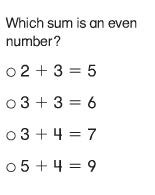 Which sum is an even
number?
○ 2 + 3 = 5
○ 3 + 3 = 6
○ 3 + 4 = 7
○ 5 + 4 = 9